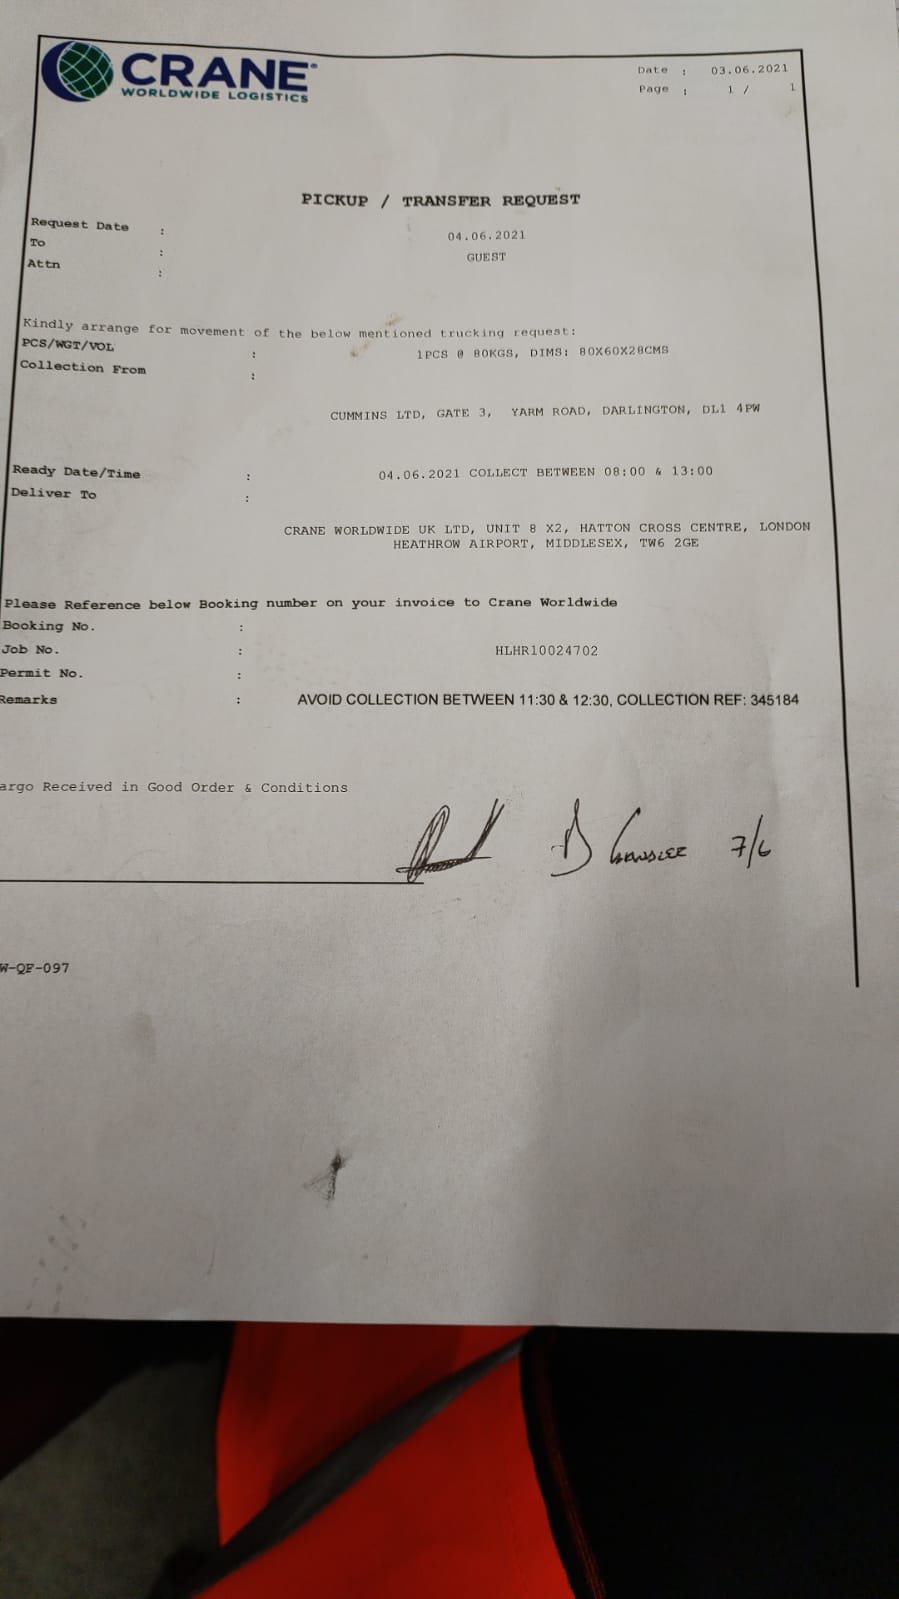 CRANE
WORLDWIDE LOGISTICS
Date : 03.06.2021
Page : 1 / 1
PICKUP / TRANSFER REQUEST
Request Date : 04.06.2021
To : GUEST
Attn :
Kindly arrange for movement of the below mentioned trucking request:
PCS/WGT/VOL : 1PCS @ 80KGS, DIMS: 80X60X28CMS
Collection From :
CUMMINS LTD, GATE 3, YARM ROAD, DARLINGTON, DL1 4PW
Ready Date/Time : 04.06.2021 COLLECT BETWEEN 08:00 & 13:00
Deliver To :
CRANE WORLDWIDE UK LTD, UNIT 8 X2, HATTON CROSS CENTRE, LONDON
HEATHROW AIRPORT, MIDDLESEX, TW6 2GE
Please Reference below Booking number on your invoice to Crane Worldwide
Booking No. :
Job No. : HLHR10024702
Permit No. :
Remarks : AVOID COLLECTION BETWEEN 11:30 & 12:30, COLLECTION REF: 345184
argo Received in Good Order & Conditions
7/6
W-QF-097